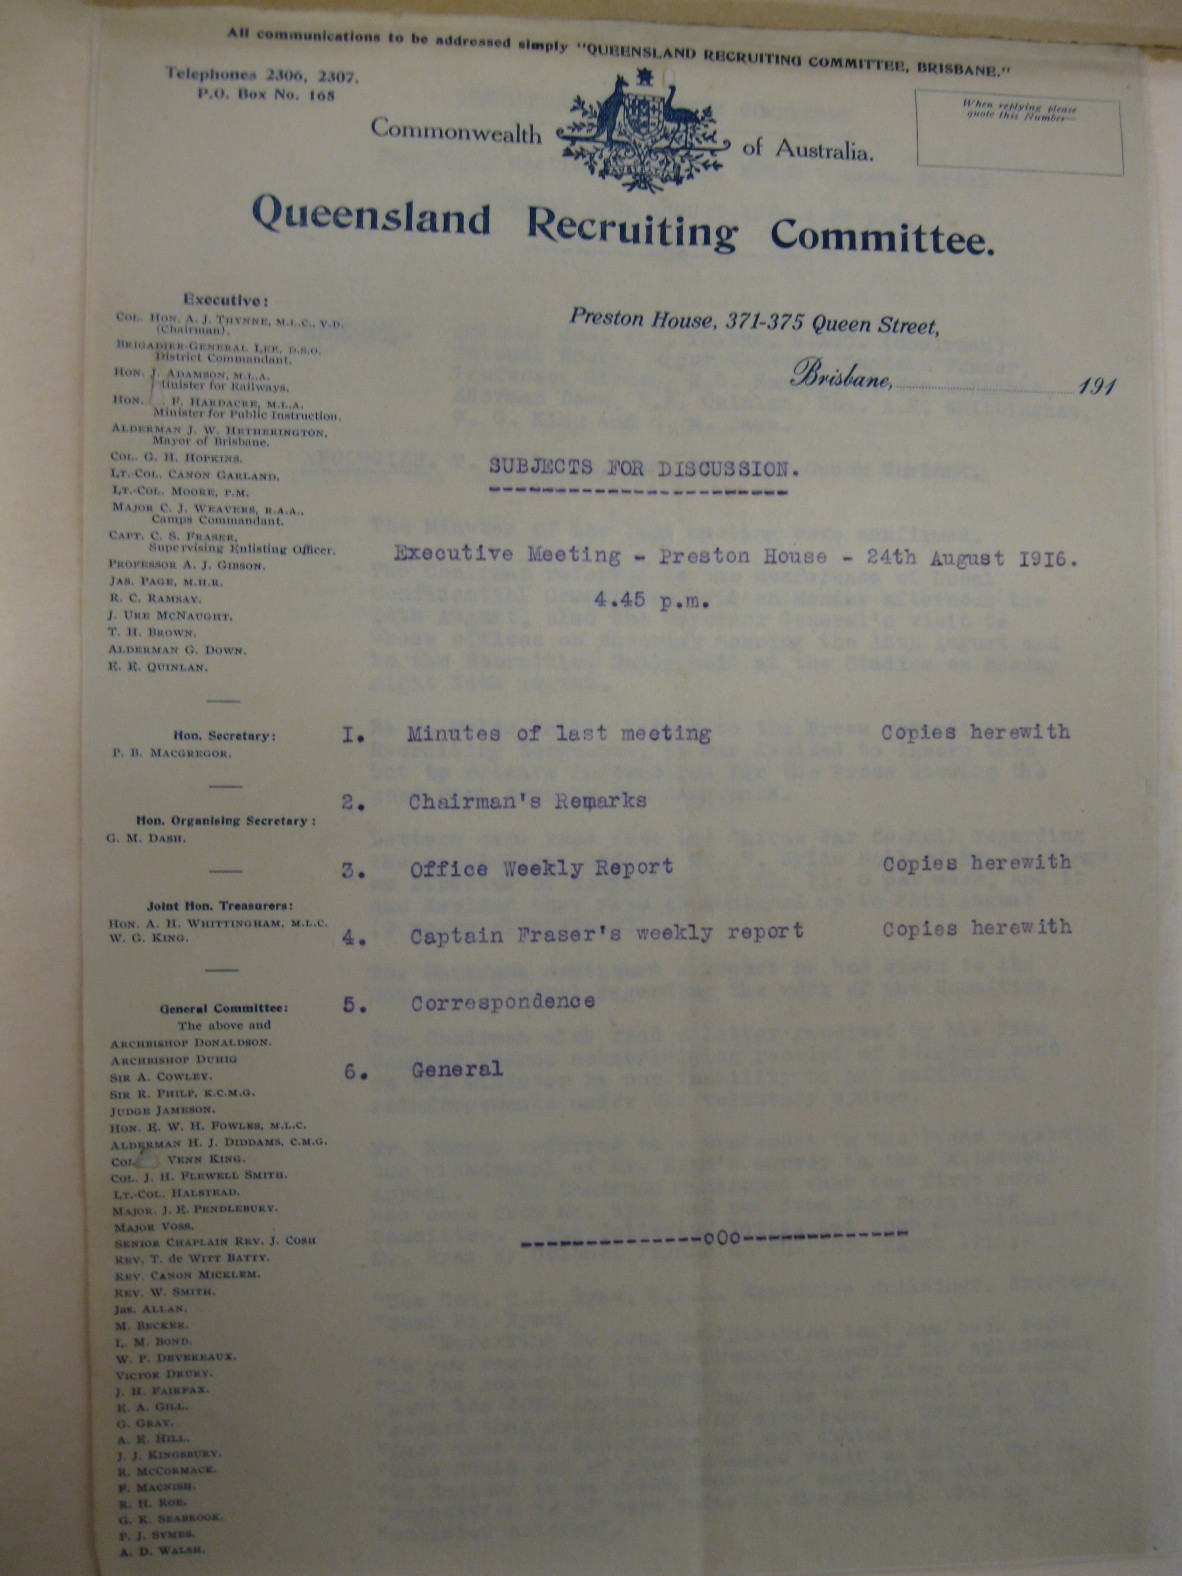 All communications to be addressed simply "QUEENSLAND RECRUITING COMMITTEE, BRISBANE."
Telephones 2306, 2307.
P.O. Box No. 168
When replying please
quote this Number—
Commonwealth of Australia.
Queensland Recruiting Committee.
Preston House, 371-375 Queen Street,
Brisbane, 191
Executive:
COL. HON. A. J. THYNNE, M.L.C., V.D.
(Chairman).
BRIGADIER-GENERAL LEE, D.S.O.
District Commandant.
HON. J. ADAMSON, M.L.A.
Minister for Railways.
HON. F. HARDACRE, M.L.A.
Minister for Public Instruction.
ALDERMAN J. W. HETHERINGTON,
Mayor of Brisbane.
COL. G. H. HOPKINS.
LT.-COL. CANON GARLAND.
LT.-COL. MOORE, P.M.
MAJOR C. J. WEAVERS, R.A.A.,
Camps Commandant.
CAPT. C. S. FRASER,
Supervising Enlisting Officer.
PROFESSOR A. J. GIBSON.
JAS. PAGE, M.H.R.
R. C. RAMSAY.
J. URE MCNAUGHT.
T. H. BROWN.
ALDERMAN G. DOWN.
E. R. QUINLAN.
Hon. Secretary:
P. B. MACGREGOR.
Hon. Organising Secretary:
G. M. DASH.
Joint Hon. Treasurers:
HON. A. H. WHITTINGHAM, M.L.C.
W. G. KING.
General Committee:
The above and
ARCHBISHOP DONALDSON.
ARCHBISHOP DUHIG
SIR A. COWLEY.
SIR R. PHILP, K.C.M.G.
JUDGE JAMESON.
HON. E. W. H. FOWLES, M.L.C.
ALDERMAN H. J. DIDDAMS, C.M.G.
COL. VENN KING.
COL. J. H. FLEWELL SMITH.
LT.-COL. HALSTEAD.
MAJOR. J. E. PENDLEBURY.
MAJOR VOSS.
SENIOR CHAPLAIN REV. J. COSH
REV. T. de WITT BATTY.
REV. CANON MICKLEM.
REV. W. SMITH.
JAS. ALLAN.
M. BECKER.
L. M. BOND.
W. F. DEVEREAUX.
VICTOR DRURY.
J. H. FAIRFAX.
E. A. GILL.
G. GRAY.
A. E. HILL.
J. J. KINGSBURY.
R. MCCORMACK.
F. MACNISH.
R. H. ROE.
G. K. SEABROOK.
P. J. SYMES.
A. D. WALSH.
SUBJECTS FOR DISCUSSION.
Executive Meeting - Preston House - 24th August 1916.
4.45 p.m.
1. Minutes of last meeting Copies herewith
2. Chairman's Remarks
3. Office Weekly Report Copies herewith
4. Captain Fraser's weekly report Copies herewith
5. Correspondence
6. General
-------------oOo------------